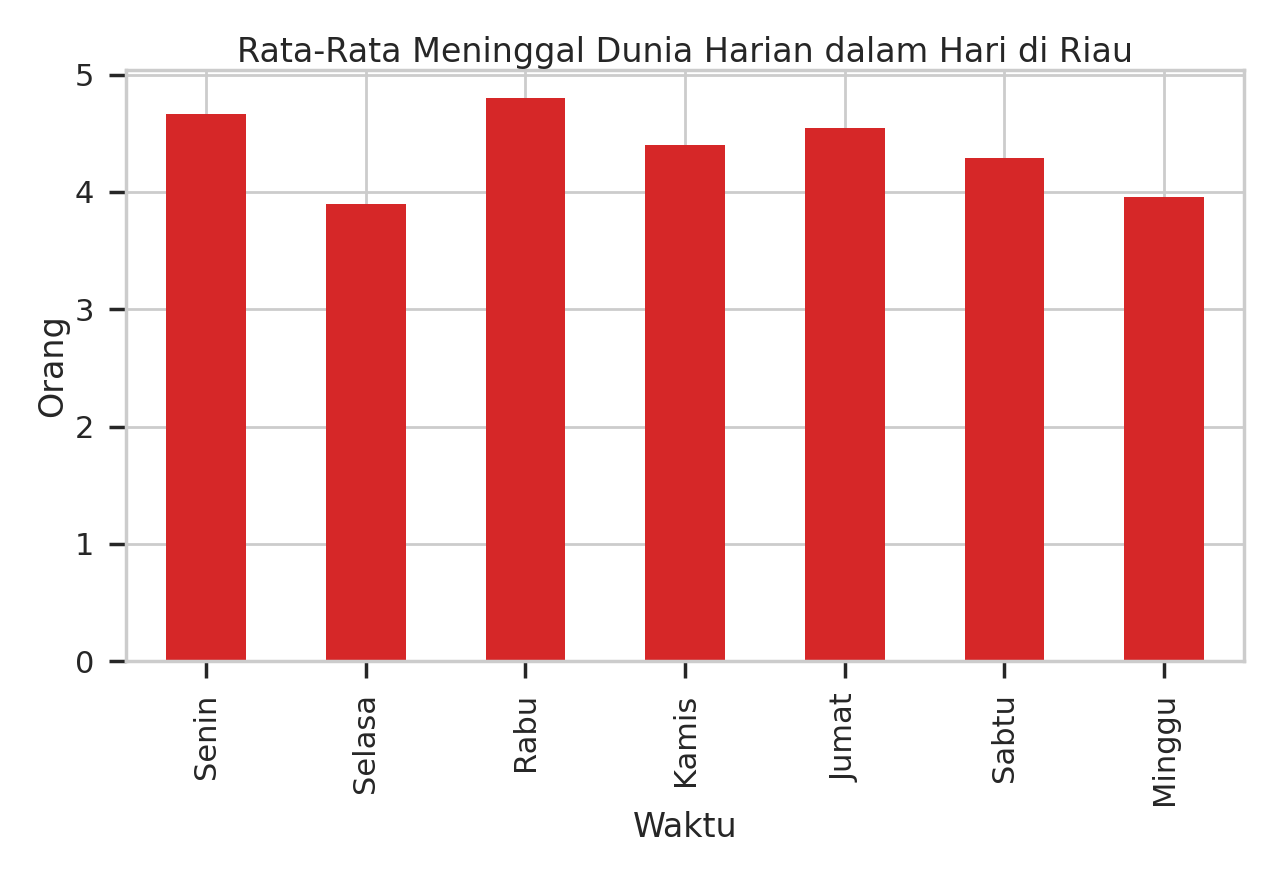 Rata-Rata Meninggal Dunia Harian dalam Hari di Riau
5
4
3
2
1
0
Orang
Senin
Selasa
Rabu
Kamis
Jumat
Sabtu
Minggu
Waktu